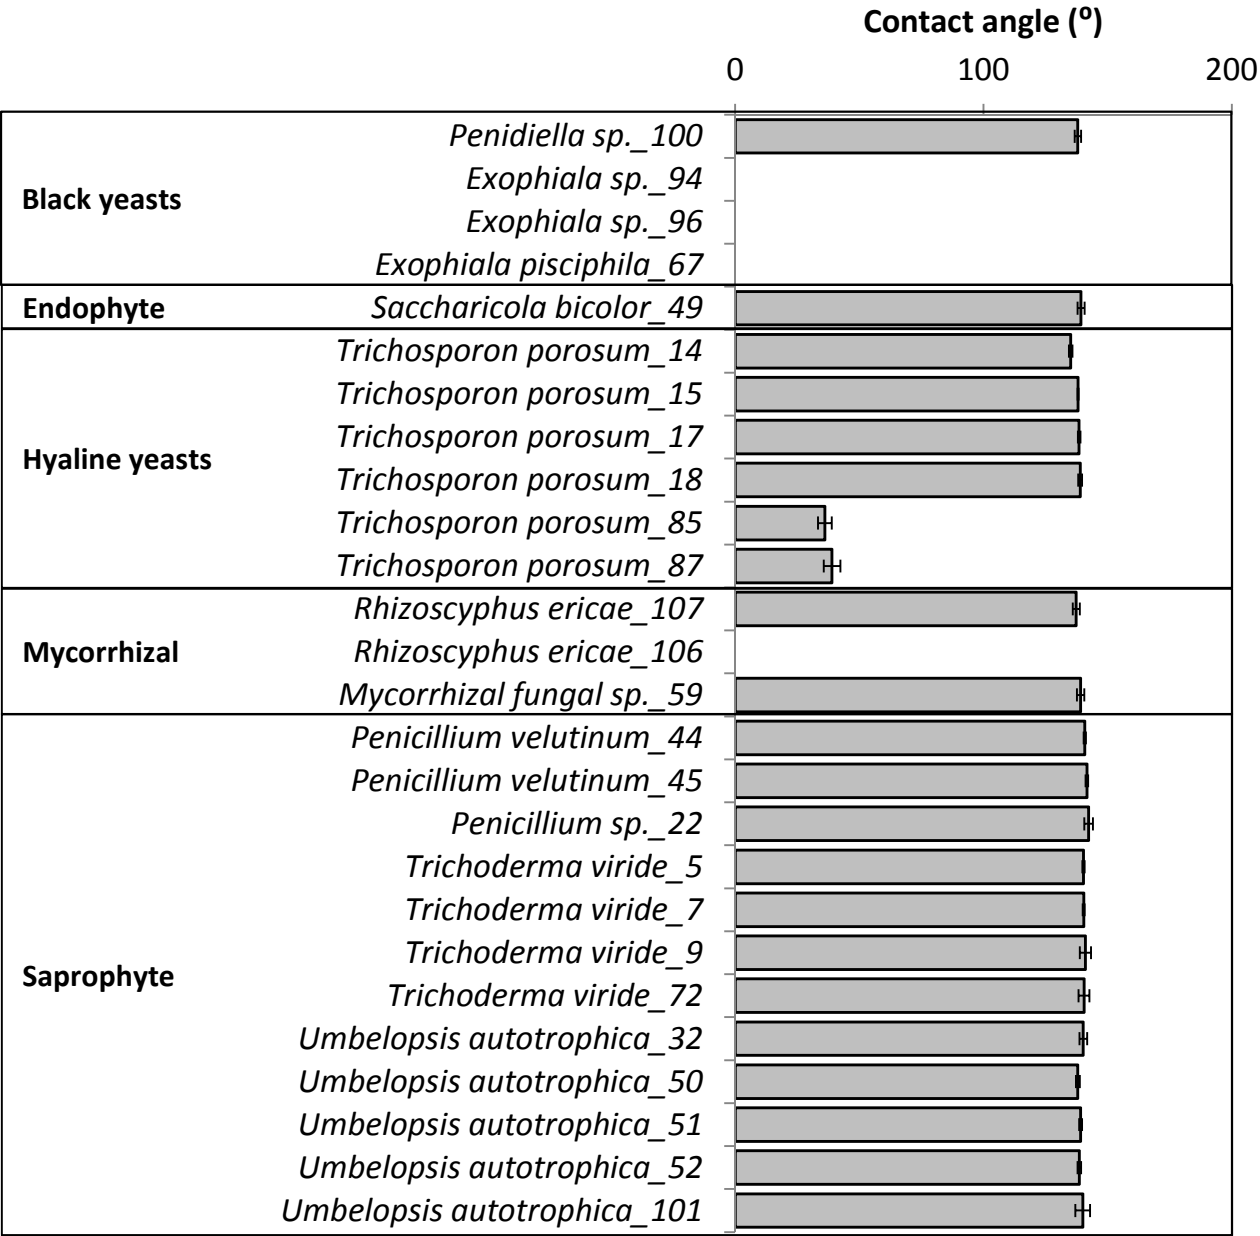 Contact angle (⁰)
0 100 200
Black yeasts
Penidiella sp._100
Exophiala sp._94
Exophiala sp._96
Exophiala pisciphila_67
Endophyte
Saccharicola bicolor_49
Hyaline yeasts
Trichosporon porosum_14
Trichosporon porosum_15
Trichosporon porosum_17
Trichosporon porosum_18
Trichosporon porosum_85
Trichosporon porosum_87
Mycorrhizal
Rhizoscyphus ericae_107
Rhizoscyphus ericae_106
Mycorrhizal fungal sp._59
Saprophyte
Penicillium velutinum_44
Penicillium velutinum_45
Penicillium sp._22
Trichoderma viride_5
Trichoderma viride_7
Trichoderma viride_9
Trichoderma viride_72
Umbelopsis autotrophica_32
Umbelopsis autotrophica_50
Umbelopsis autotrophica_51
Umbelopsis autotrophica_52
Umbelopsis autotrophica_101